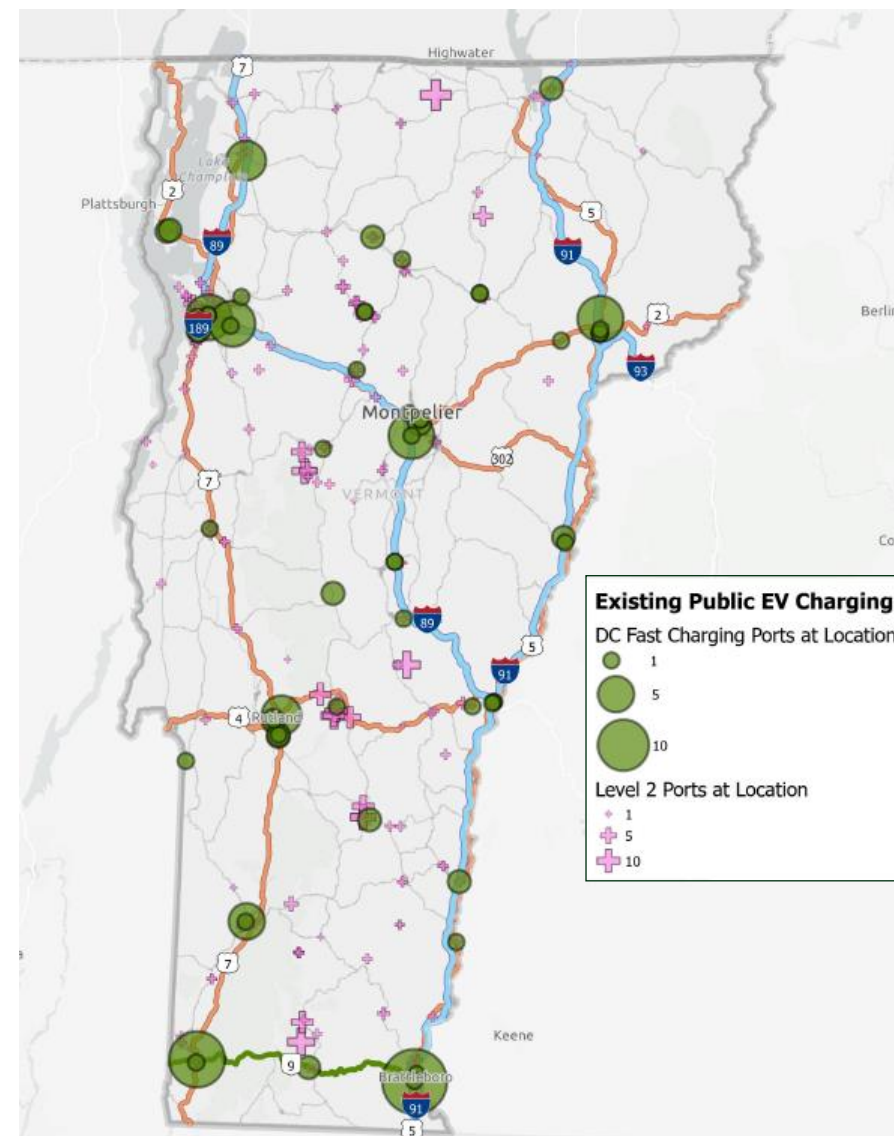 Highwater
7
Lake
Champlain
2
Plattsburgh
5
89
91
2
189
Berlin
93
Montpelier
302
7
VERMONT
Co
Existing Public EV Charging
DC Fast Charging Ports at Location
1
5
10
Level 2 Ports at Location
1
5
10
89
5
91
4
Rutland
7
Keene
9
Brattleboro
91
5